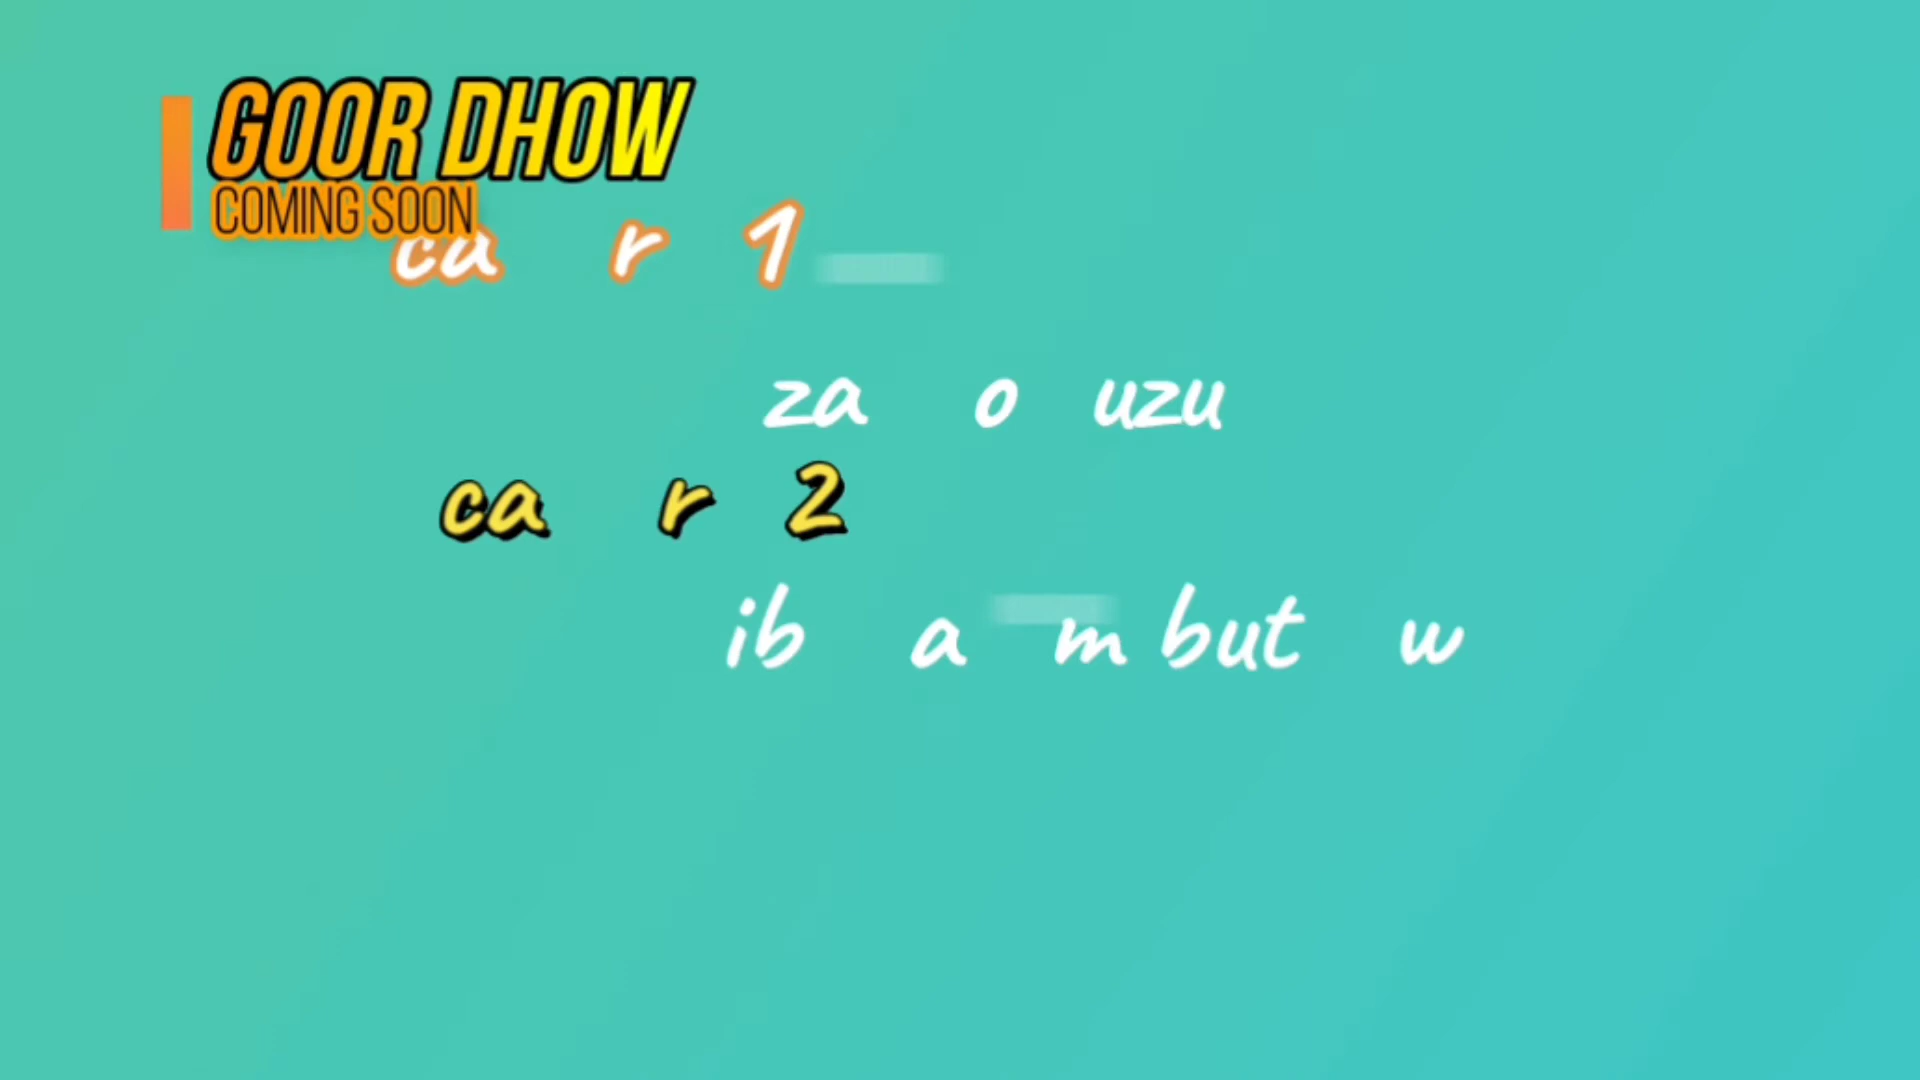 GOOR DHOW
COMING SOON
ca r 1
za o uzu
ca r 2
ib a m but w